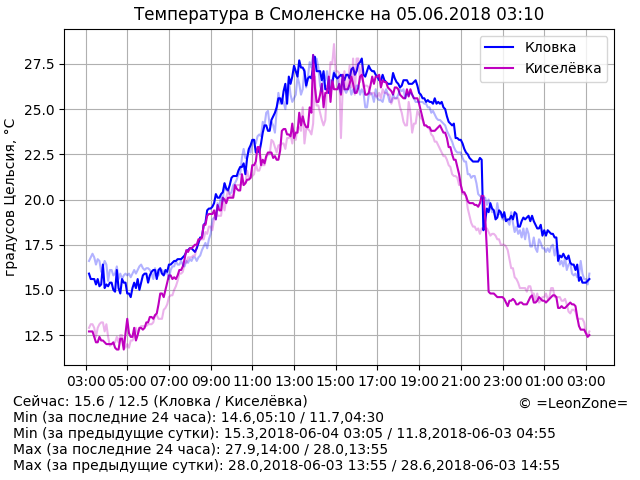 Температура в Смоленске на 05.06.2018 03:10
Кловка
Киселёвка
градусов Цельсия, °C
27.5
25.0
22.5
20.0
17.5
15.0
12.5
03:00 05:00 07:00 09:00 11:00 13:00 15:00 17:00 19:00 21:00 23:00 01:00 03:00
Сейчас: 15.6 / 12.5 (Кловка / Киселёвка)
© =LeonZone=
Min (за последние 24 часа): 14.6,05:10 / 11.7,04:30
Min (за предыдущие сутки): 15.3,2018-06-04 03:05 / 11.8,2018-06-03 04:55
Max (за последние 24 часа): 27.9,14:00 / 28.0,13:55
Max (за предыдущие сутки): 28.0,2018-06-03 13:55 / 28.6,2018-06-03 14:55